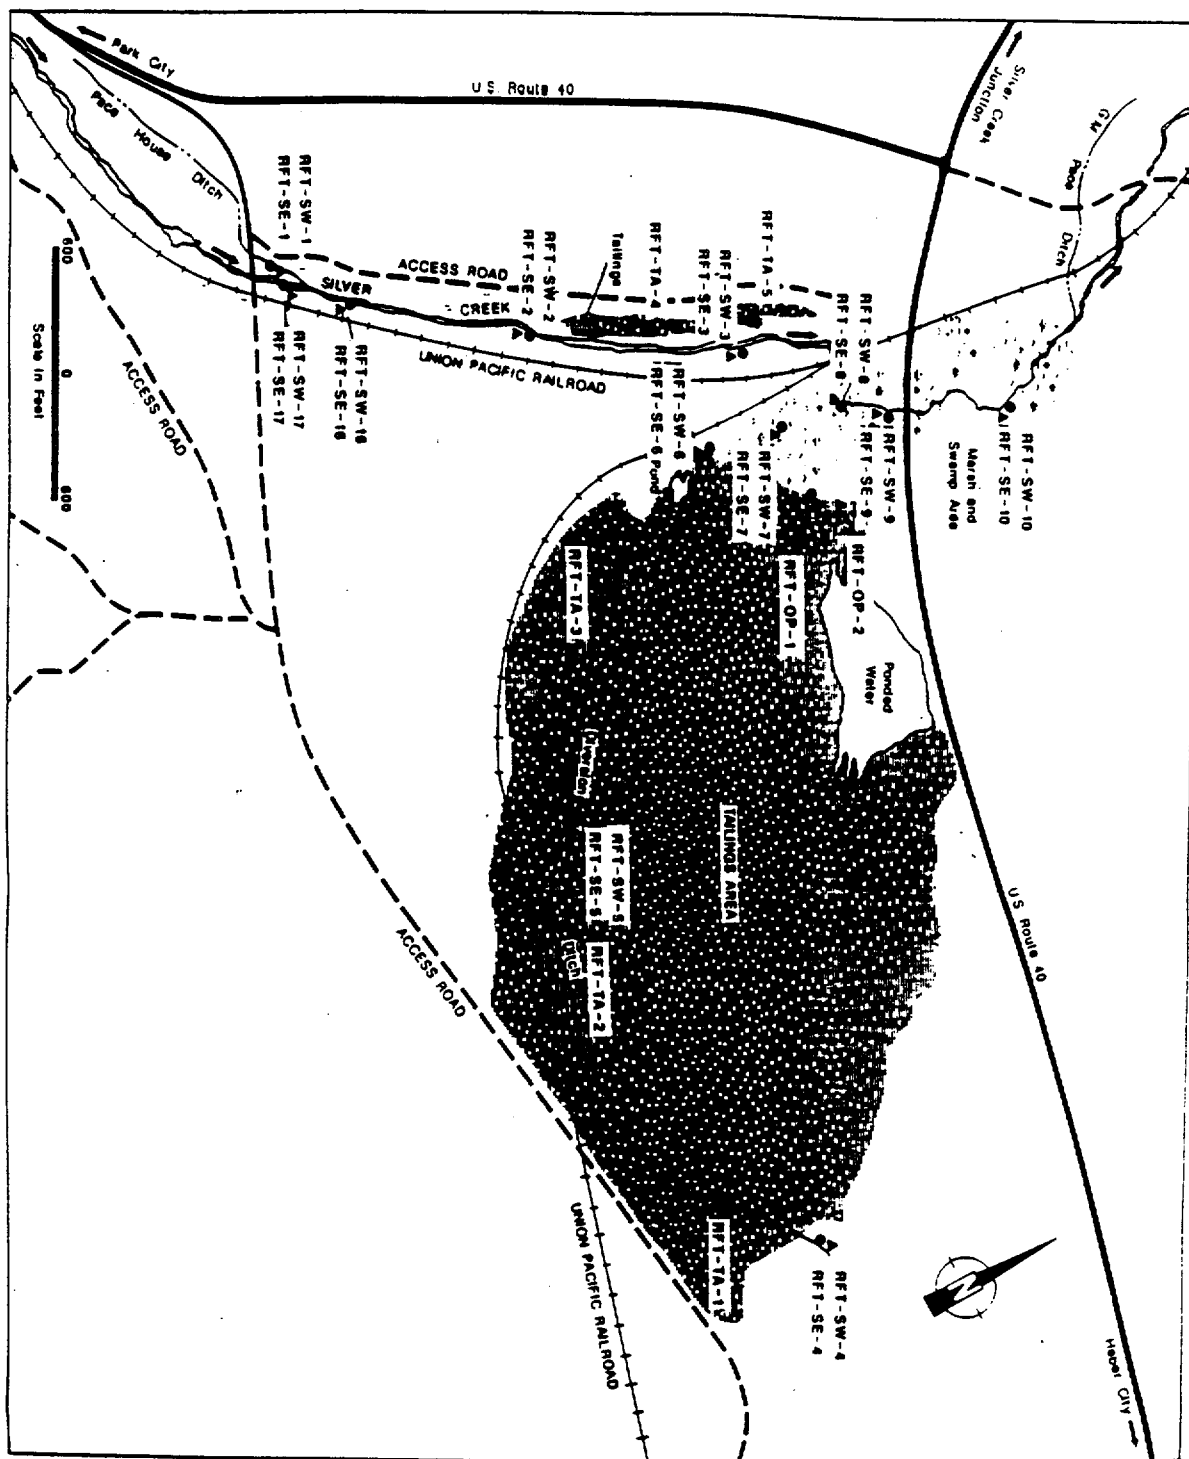 Park City
U.S. Route 40
Silver Creek
Junction
G M
Pace
Ditch
Pace
House
Ditch
RFT-SW-1
RFT-SE-1
ACCESS ROAD
SILVER
CREEK
RFT-SW-2
RFT-SE-2
Tailings
RFT-TA-4
RFT-SW-3
RFT-SE-3
RFT-TA-5
RFT-SW-8
RFT-SE-8
RFT-SW-17
RFT-SE-17
RFT-SW-16
RFT-SE-16
UNION PACIFIC RAILROAD
RFT-SW-6
RFT-SE-6
Pond
RFT-SW-7
RFT-SE-7
RFT-SW-9
RFT-SE-9
Marsh and
Swamp Area
RFT-SW-10
RFT-SE-10
600
0
600
Scale In Feet
ACCESS ROAD
RFT-TA-3
RFT-OP-1
RFT-OP-2
Ponded
Water
Diversion
Ditch
RFT-SW-5
RFT-SE-5
RFT-TA-2
TAILINGS AREA
US Route 40
ACCESS ROAD
UNION PACIFIC RAILROAD
RFT-TA-1
RFT-SW-4
RFT-SE-4
N
Heber City